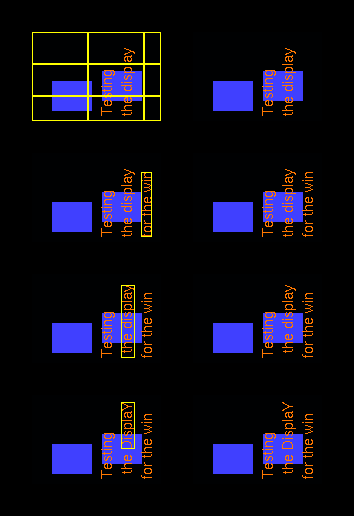 Testing
the display
Testing
the display
Testing
the display
for the win
Testing
the display
for the win
Testing
the display
for the win
Testing
the display
for the win
Testing
the DisplaY
for the win
Testing
the DisplaY
for the win